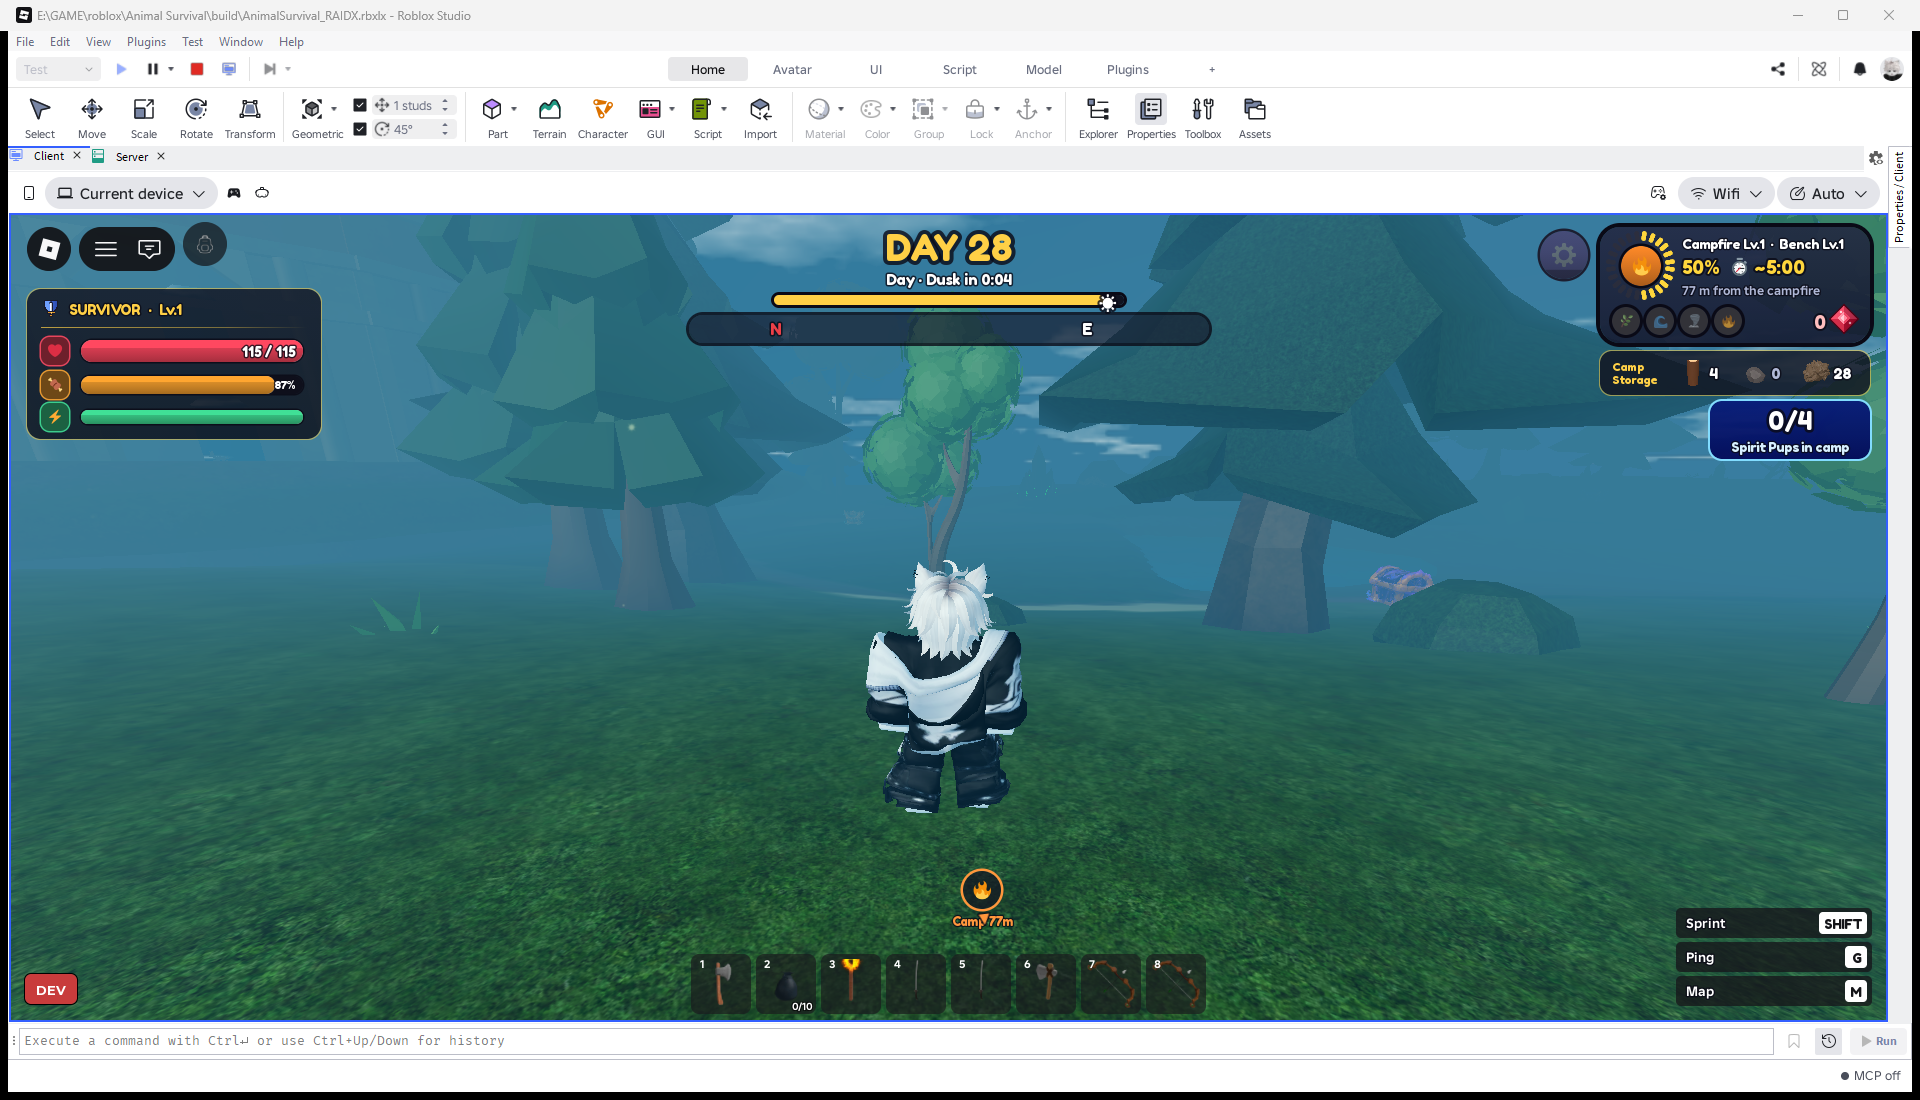 E:\GAME\roblox\Animal Survival\build\AnimalSurvival_RAIDX.rbxlx - Roblox Studio
File Edit View Plugins Test Window Help
Test
Home Avatar UI Script Model Plugins +
1 studs
45°
Select Move Scale Rotate Transform Geometric Part Terrain Character GUI Script Import Material Color Group Lock Anchor Explorer Properties Toolbox Assets
Client Server
Properties / Client
Current device
Wifi Auto
DAY 28
Day · Dusk in 0:04
N E
SURVIVOR · Lv.1
115 / 115
87%
Campfire Lv.1 · Bench Lv.1
50% ~5:00
77 m from the campfire
0
Camp Storage 4 0 28
0/4
Spirit Pups in camp
Camp 77m
1 2 3 4 5 6 7 8
0/10
Sprint SHIFT
Ping G
Map M
DEV
Execute a command with Ctrl↵ or use Ctrl+Up/Down for history
Run
MCP off